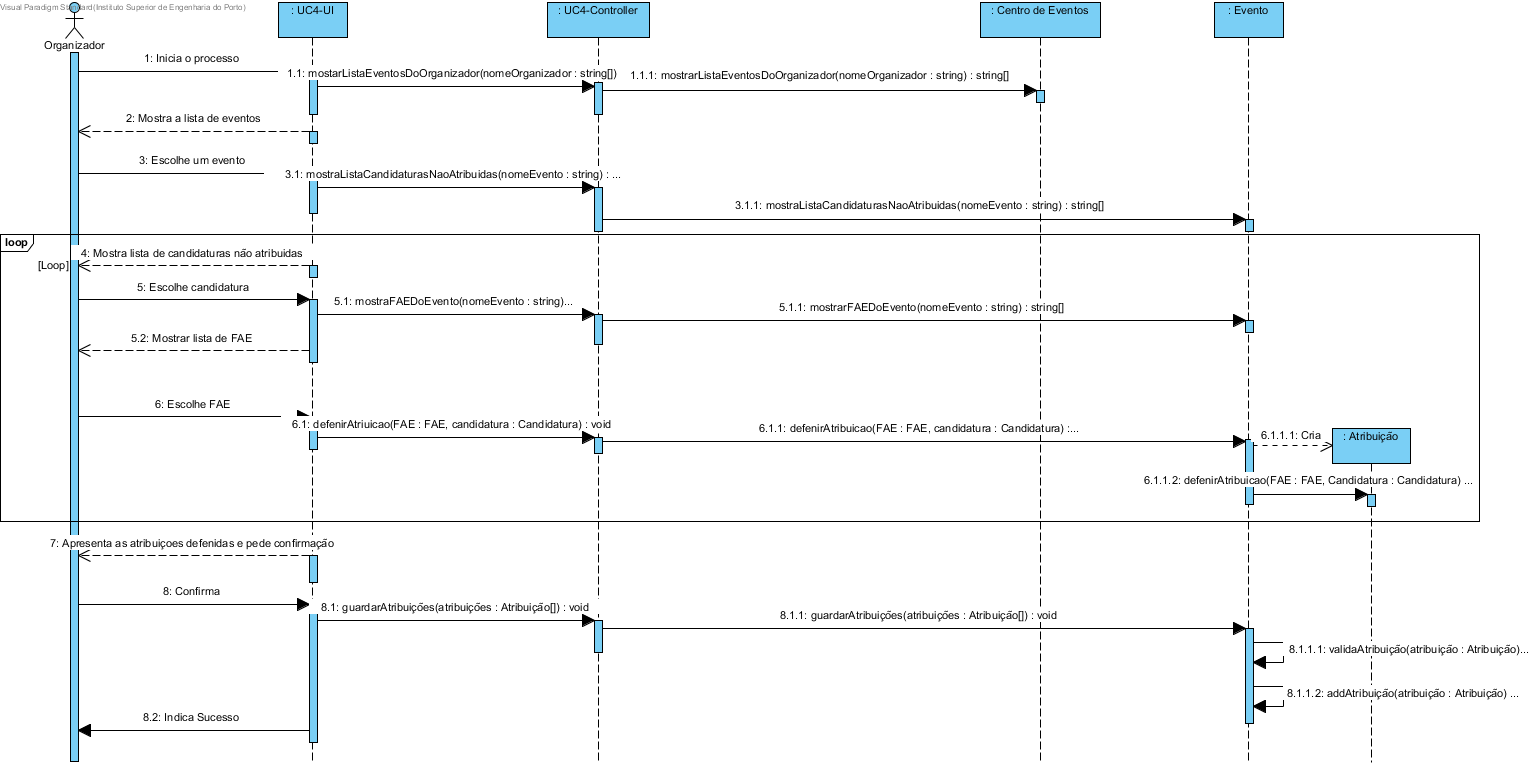 Visual Paradigm Standard(Instituto Superior de Engenharia do Porto)
: UC4-UI
: UC4-Controller
: Centro de Eventos
: Evento
Organizador
1: Inicia o processo
1.1: mostarListaEventosDoOrganizador(nomeOrganizador : string[])
1.1.1: mostrarListaEventosDoOrganizador(nomeOrganizador : string) : string[]
2: Mostra a lista de eventos
3: Escolhe um evento
3.1: mostraListaCandidaturasNaoAtribuidas(nomeEvento : string) : ...
3.1.1: mostraListaCandidaturasNaoAtribuidas(nomeEvento : string) : string[]
loop
4: Mostra lista de candidaturas não atribuidas
[Loop]
5: Escolhe candidatura
5.1: mostraFAEDoEvento(nomeEvento : string)...
5.1.1: mostrarFAEDoEvento(nomeEvento : string) : string[]
5.2: Mostrar lista de FAE
6: Escolhe FAE
6.1: defenirAtriuicao(FAE : FAE, candidatura : Candidatura) : void
6.1.1: defenirAtribuicao(FAE : FAE, candidatura : Candidatura) :...
6.1.1.1: Cria
: Atribuição
6.1.1.2: defenirAtribuicao(FAE : FAE, Candidatura : Candidatura) ...
7: Apresenta as atribuiçoes defenidas e pede confirmação
8: Confirma
8.1: guardarAtribuições(atribuições : Atribuição[]) : void
8.1.1: guardarAtribuições(atribuições : Atribuição[]) : void
8.1.1.1: validaAtribuição(atribuição : Atribuição)...
8.1.1.2: addAtribuição(atribuição : Atribuição) ...
8.2: Indica Sucesso